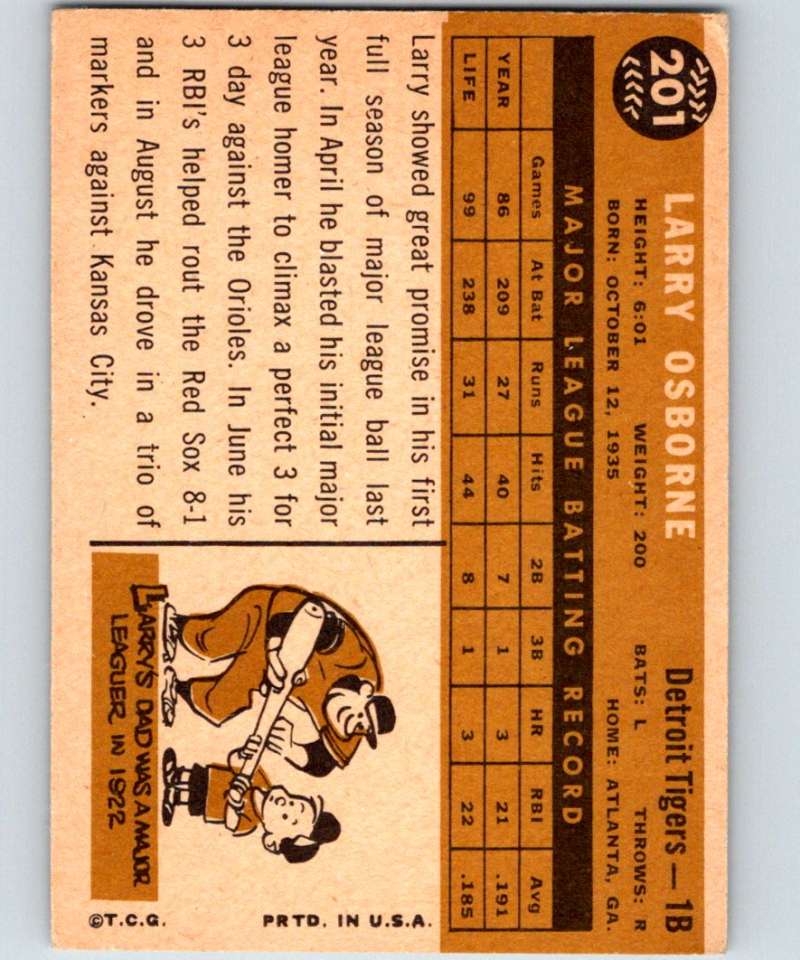 201
LARRY OSBORNE
Detroit Tigers — 1B
HEIGHT: 6:01 WEIGHT: 200 BATS: L THROWS: R
BORN: OCTOBER 12, 1935 HOME: ATLANTA, GA.
MAJOR LEAGUE BATTING RECORD
Games At Bat Runs Hits 2B 3B HR RBI Avg
YEAR 86 209 27 40 7 1 3 21 .191
LIFE 99 238 31 44 8 1 3 22 .185
Larry showed great promise in his first
full season of major league ball last
year. In April he blasted his initial major
league homer to climax a perfect 3 for
3 day against the Orioles. In June his
3 RBI's helped rout the Red Sox 8-1
and in August he drove in a trio of
markers against Kansas City.
LARRY'S DAD WAS A MAJOR
LEAGUER IN 1922
©T.C.G. PRTD. IN U.S.A.